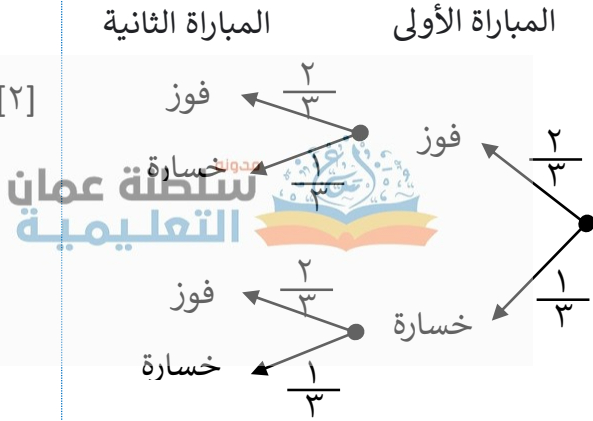 المباراة الأولى
المباراة الثانية
[٢]
فوز
٢
٣
خسارة
١
٣
فوز
٢
٣
خسارة
١
٣
فوز
٢
٣
خسارة
١
٣
مدونة
سلطنة عمان
التعليمية